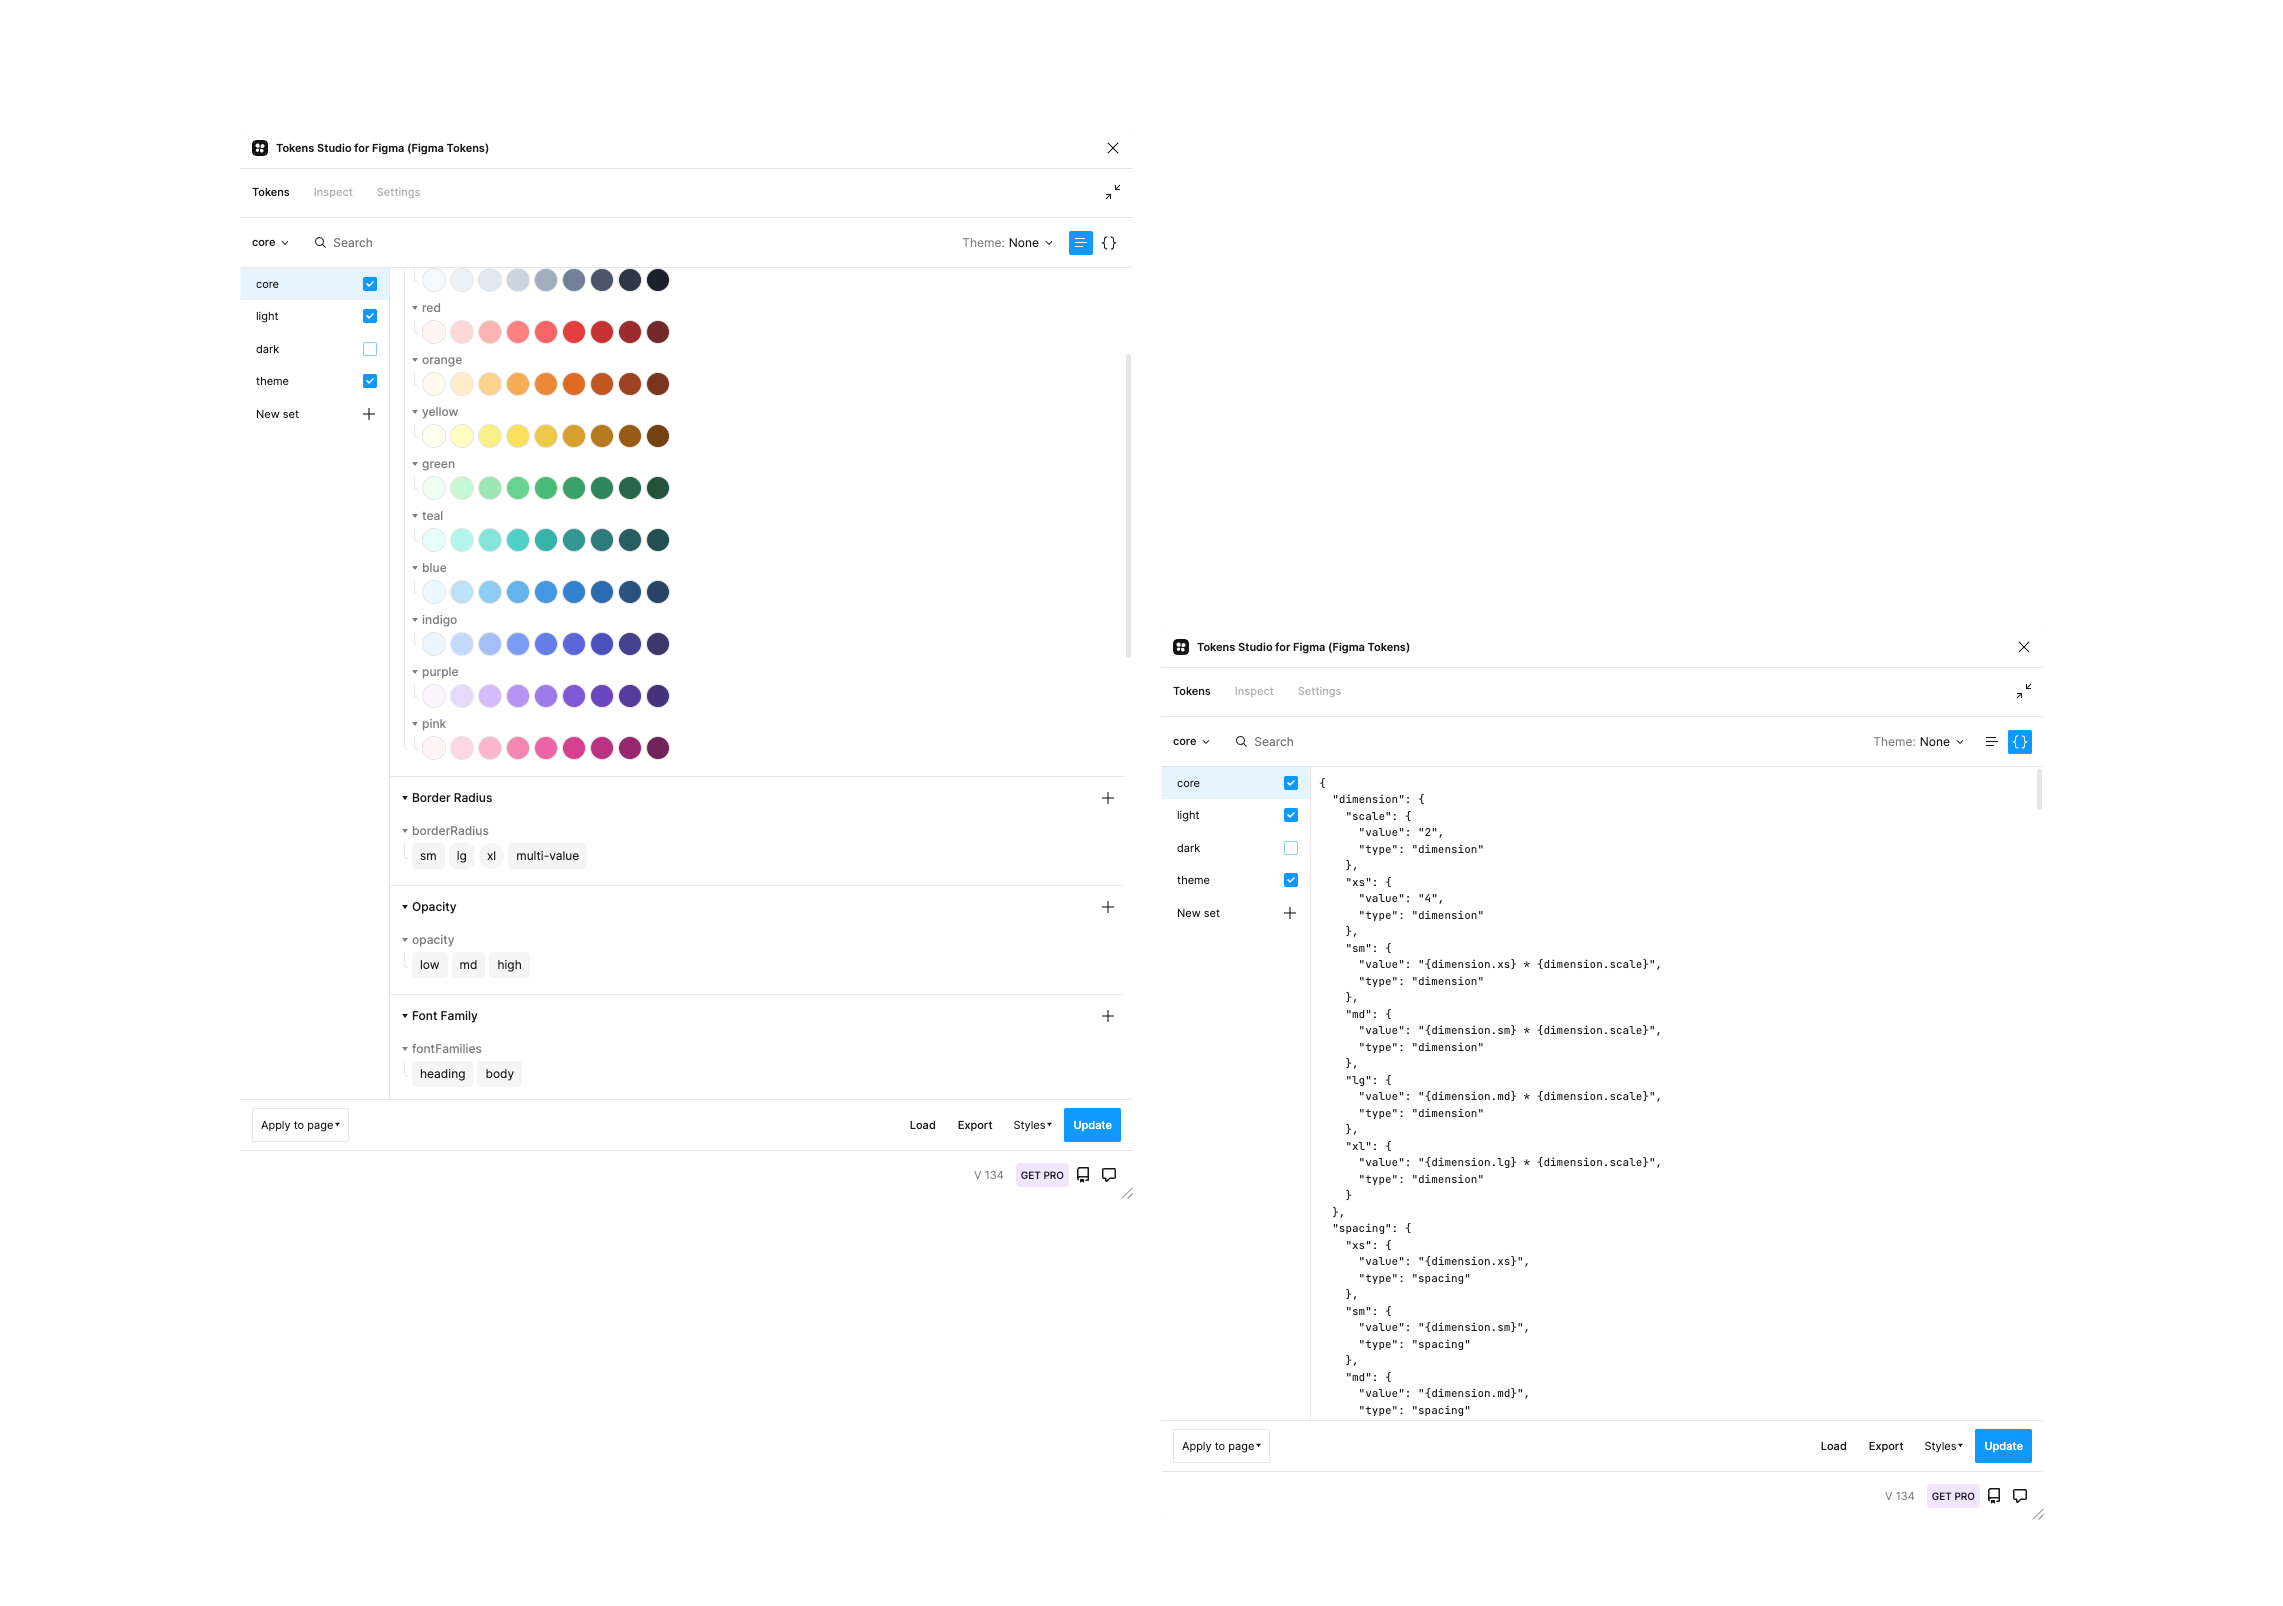 Tokens Studio for Figma (Figma Tokens)
Tokens Inspect Settings
core Search Theme: None {}
core
light
dark
theme
New set
red
orange
yellow
green
teal
blue
indigo
purple
pink
Border Radius
borderRadius
sm lg xl multi-value
Opacity
opacity
low md high
Font Family
fontFamilies
heading body
Apply to page Load Export Styles Update
V 134 GET PRO
Tokens Studio for Figma (Figma Tokens)
Tokens Inspect Settings
core Search Theme: None {}
core
light
dark
theme
New set
{
"dimension": {
"scale": {
"value": "2",
"type": "dimension"
},
"xs": {
"value": "4",
"type": "dimension"
},
"sm": {
"value": "{dimension.xs} * {dimension.scale}",
"type": "dimension"
},
"md": {
"value": "{dimension.sm} * {dimension.scale}",
"type": "dimension"
},
"lg": {
"value": "{dimension.md} * {dimension.scale}",
"type": "dimension"
},
"xl": {
"value": "{dimension.lg} * {dimension.scale}",
"type": "dimension"
}
},
"spacing": {
"xs": {
"value": "{dimension.xs}",
"type": "spacing"
},
"sm": {
"value": "{dimension.sm}",
"type": "spacing"
},
"md": {
"value": "{dimension.md}",
"type": "spacing"
Apply to page Load Export Styles Update
V 134 GET PRO